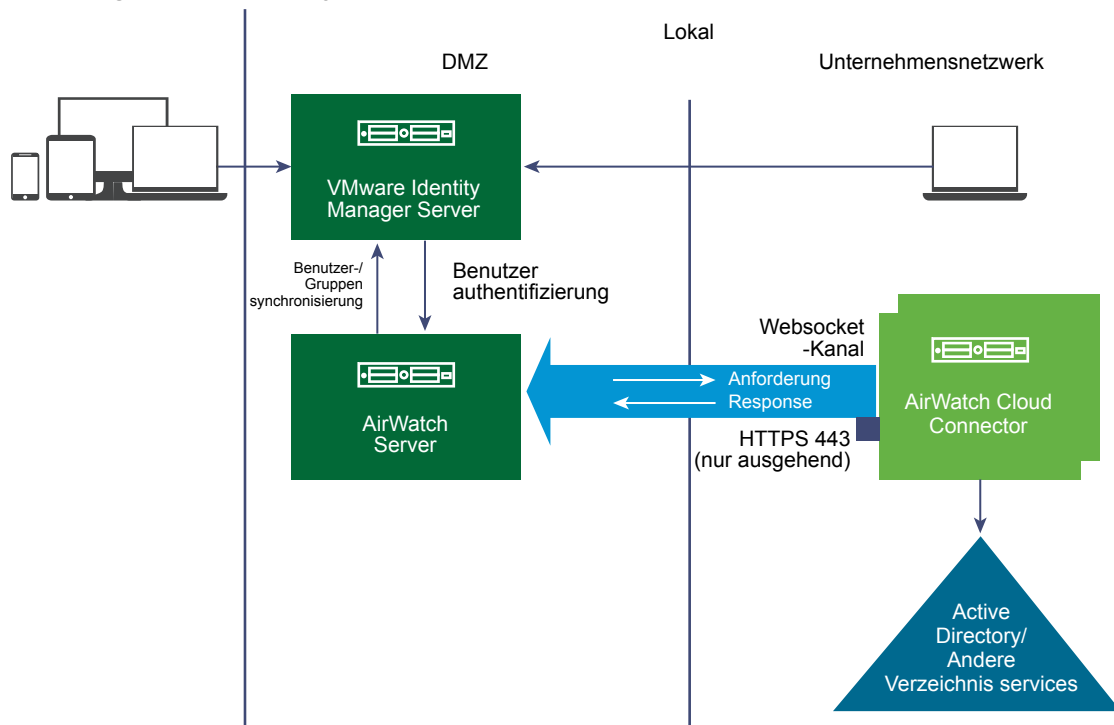 Lokal
DMZ
Unternehmensnetzwerk
VMware Identity
Manager Server
Benutzer-/
Gruppen
synchronisierung
Benutzer
authentifizierung
Websocket
-Kanal
Anforderung
Response
HTTPS 443
(nur ausgehend)
AirWatch
Server
AirWatch Cloud
Connector
Active
Directory/
Andere
Verzeichnis services